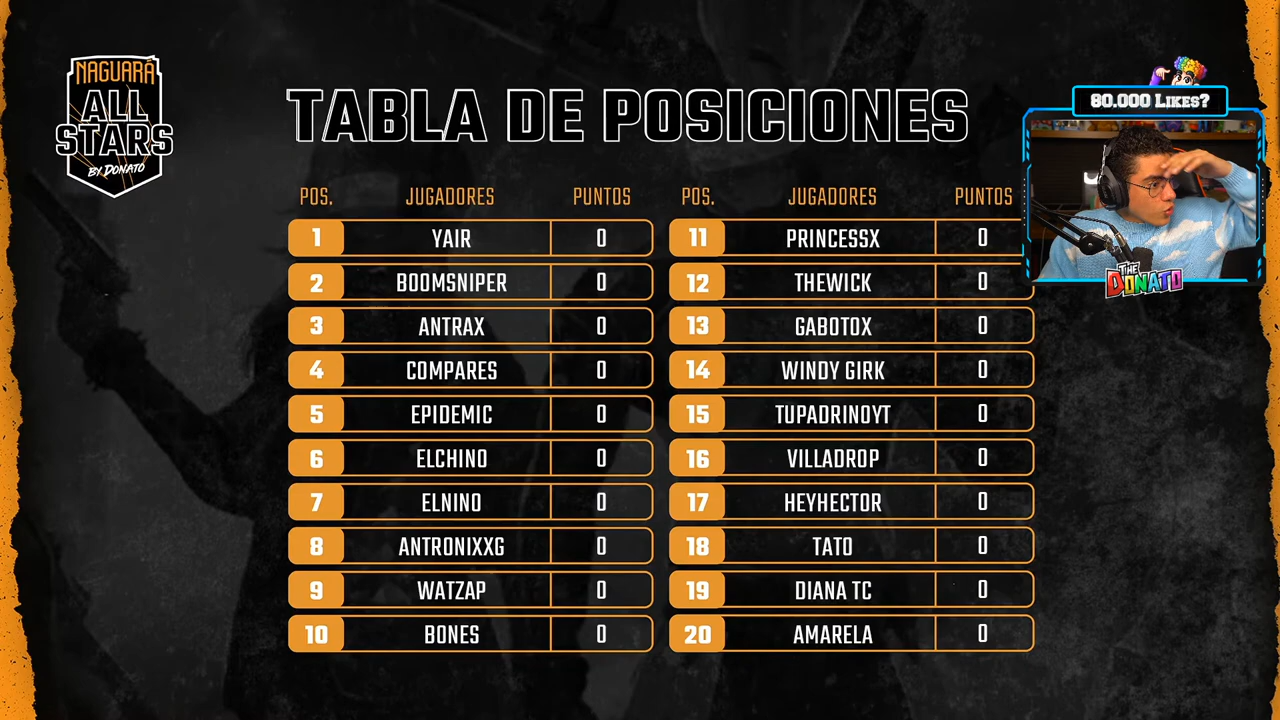 NAGUARÁ
ALL
STARS
BY DONATO
TABLA DE POSICIONES
80.000 LIKES?
THE
DONATO
POS. JUGADORES PUNTOS
1 YAIR 0
2 BOOMSNIPER 0
3 ANTRAX 0
4 COMPARES 0
5 EPIDEMIC 0
6 ELCHINO 0
7 ELNINO 0
8 ANTRONIXXG 0
9 WATZAP 0
10 BONES 0
POS. JUGADORES PUNTOS
11 PRINCESSX 0
12 THEWICK 0
13 GABOTOX 0
14 WINDY GIRK 0
15 TUPADRINOYT 0
16 VILLADROP 0
17 HEYHECTOR 0
18 TATO 0
19 DIANA TC 0
20 AMARELA 0